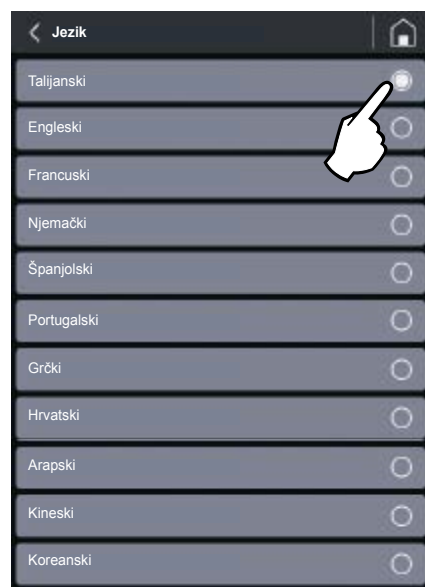 Jezik
Talijanski
Engleski
Francuski
Njemački
Španjolski
Portugalski
Grčki
Hrvatski
Arapski
Kineski
Koreanski